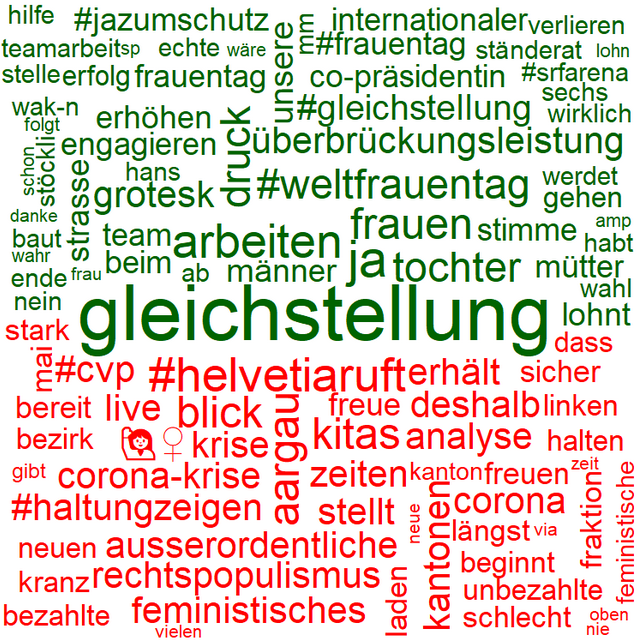 hilfe #jazumschutz unsere mm internationaler verlieren
teamarbeit sp echte wäre #frauentag ständerat lohn
stelle erfolg frauentag co-präsidentin #srfarena
wak-n erhöhen druck #gleichstellung sechs wirklich
folgt engagieren überbrückungsleistung
schon stöckli strasse hans grotesk #weltfrauentag werdet gehen
danke baut team arbeiten frauen stimme amp habt
wahr ende frau beim ab männer ja tochter mütter wahl
nein gleichstellung lohnt
stark dass
mai #cvp #helvetiaruft erhält sicher
bereit live blick aargau freue deshalb linken
bezirk krise kitas analyse halten
gibt corona-krise zeiten kanton freuen zeit
#haltungzeigen stellt neue kantonen corona fraktion feministische
neuen ausserordentliche längst via
kranz rechtspopulismus laden beginnt unbezahlte
bezahlte feministisches schlecht oben
vielen nie